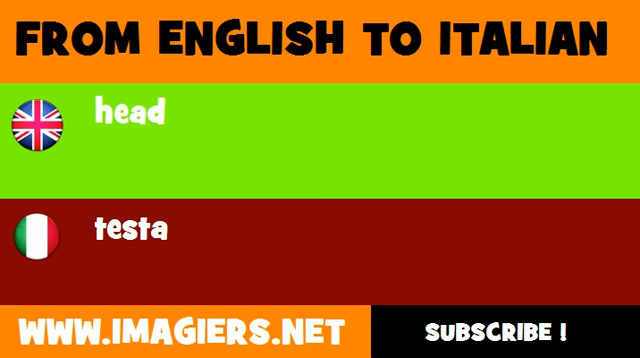 FROM ENGLISH TO ITALIAN
head
testa
WWW.IMAGIERS.NET
SUBSCRIBE !